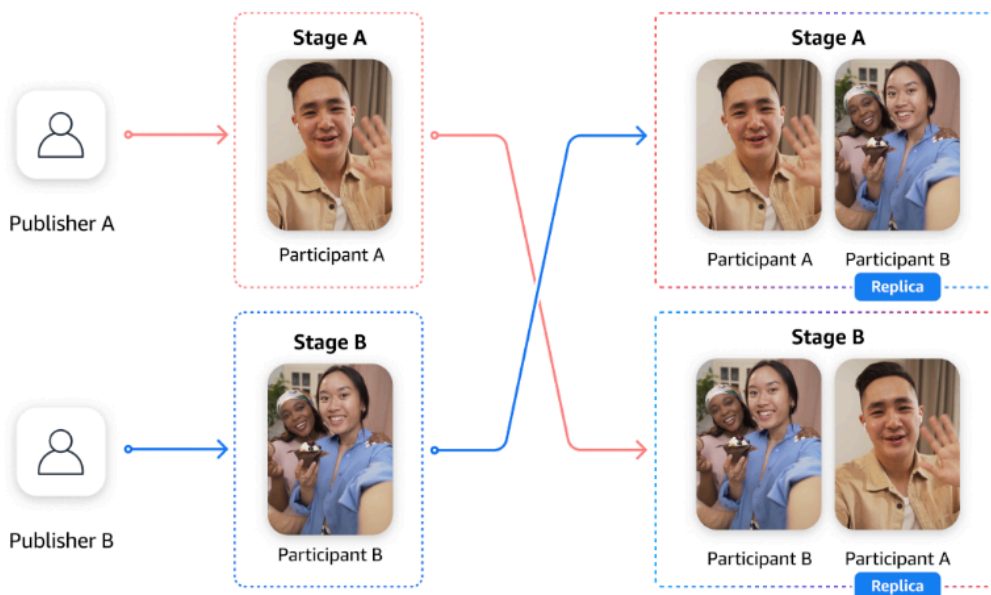 Stage A
Participant A
Publisher A
Stage B
Participant B
Publisher B
Stage A
Participant A Participant B
Replica
Stage B
Participant B Participant A
Replica